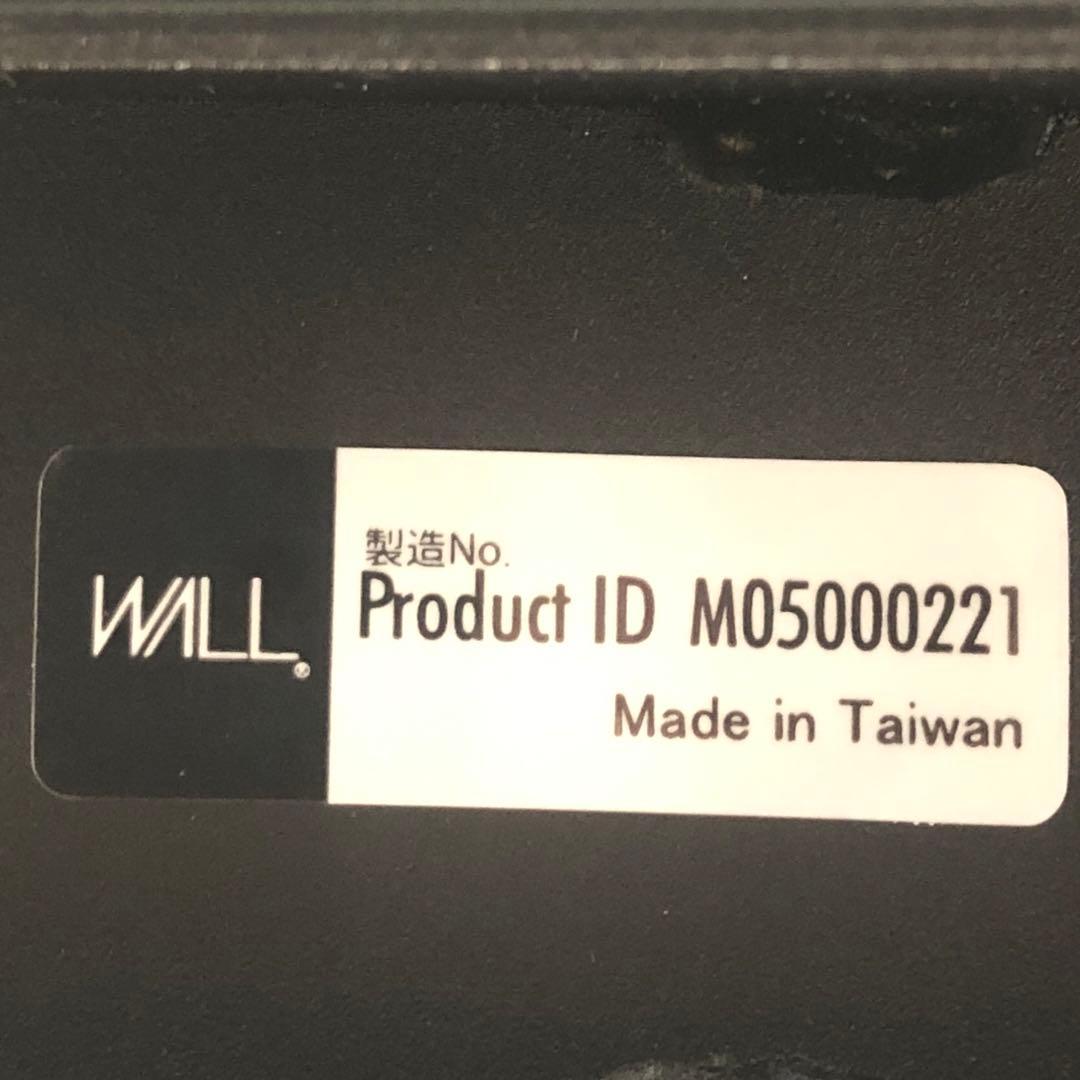 WALL®
製造No.
Product ID M05000221
Made in Taiwan